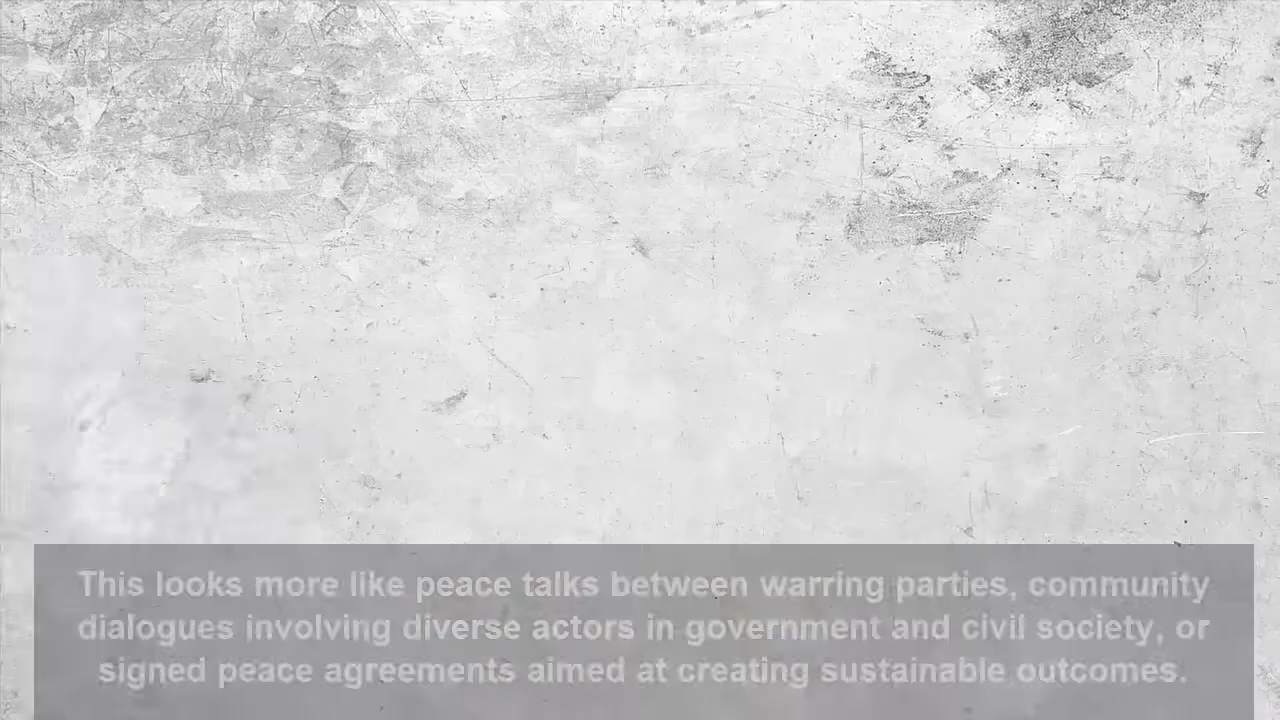 This looks more like peace talks between warring parties, community
dialogues involving diverse actors in government and civil society, or
signed peace agreements aimed at creating sustainable outcomes.